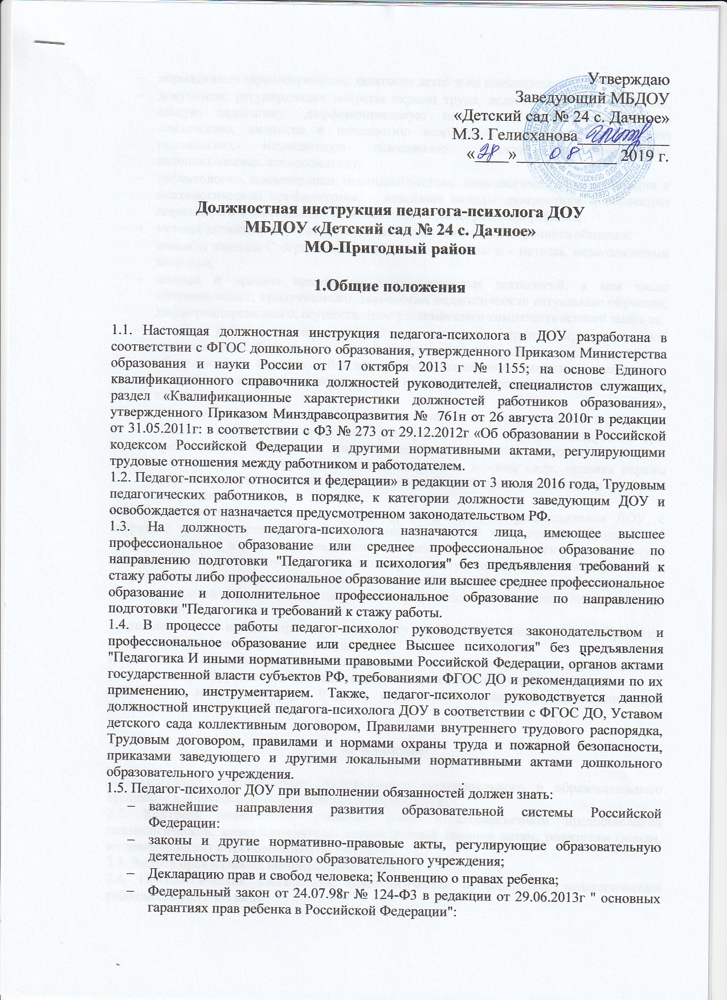 Утверждаю
Заведующий МБДОУ
«Детский сад № 24 с. Дачное»
М.З. Гелисханова
«28» 08 2019 г.
Должностная инструкция педагога-психолога ДОУ
МБДОУ «Детский сад № 24 с. Дачное»
МО-Пригодный район
1.Общие положения
1.1. Настоящая должностная инструкция педагога-психолога в ДОУ разработана в
соответствии с ФГОС дошкольного образования, утвержденного Приказом Министерства
образования и науки России от 17 октября 2013 г № 1155; на основе Единого
квалификационного справочника должностей руководителей, специалистов служащих,
раздел «Квалификационные характеристики должностей работников образования»,
утвержденного Приказом Минздравсоцразвития № 761н от 26 августа 2010г в редакции
от 31.05.2011г: в соответствии с ФЗ № 273 от 29.12.2012г «Об образовании в Российской
кодексом Российской Федерации и другими нормативными актами, регулирующими
трудовые отношения между работником и работодателем.
1.2. Педагог-психолог относится и федерации» в редакции от 3 июля 2016 года, Трудовым
педагогических работников, в порядке, к категории должности заведующим ДОУ и
освобождается от назначается предусмотренном законодательством РФ.
1.3. На должность педагога-психолога назначаются лица, имеющее высшее
профессиональное образование или среднее профессиональное образование по
направлению подготовки "Педагогика и психология" без предъявления требований к
стажу работы либо профессиональное образование или высшее среднее профессиональное
образование и дополнительное профессиональное образование по направлению
подготовки "Педагогика и требований к стажу работы.
1.4. В процессе работы педагог-психолог руководствуется законодательством и
профессиональное образование или среднее Высшее психология" без предъявления
"Педагогика И иными нормативными правовыми Российской Федерации, органов актами
государственной власти субъектов РФ, требованиями ФГОС ДО и рекомендациями по их
применению, инструментарием. Также, педагог-психолог руководствуется данной
должностной инструкцией педагога-психолога ДОУ в соответствии с ФГОС ДО, Уставом
детского сада коллективным договором, Правилами внутреннего трудового распорядка,
Трудовым договором, правилами и нормами охраны труда и пожарной безопасности,
приказами заведующего и другими локальными нормативными актами дошкольного
образовательного учреждения.
1.5. Педагог-психолог ДОУ при выполнении обязанностей должен знать:
− важнейшие направления развития образовательной системы Российской
Федерации:
− законы и другие нормативно-правовые акты, регулирующие образовательную
деятельность дошкольного образовательного учреждения;
− Декларацию прав и свобод человека; Конвенцию о правах ребенка;
− Федеральный закон от 24.07.98г № 124-ФЗ в редакции от 29.06.2013г " основных
гарантиях прав ребенка в Российской Федерации":